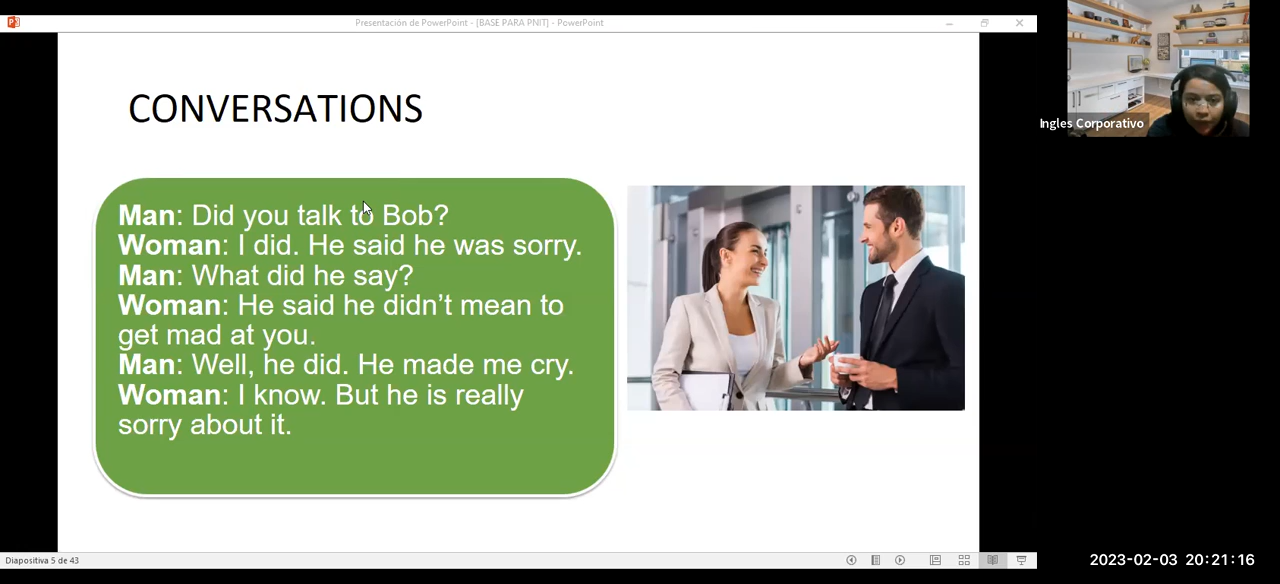 Presentación de PowerPoint - [BASE PARA PNIT] - PowerPoint
CONVERSATIONS
Man: Did you talk to Bob?
Woman: I did. He said he was sorry.
Man: What did he say?
Woman: He said he didn’t mean to
get mad at you.
Man: Well, he did. He made me cry.
Woman: I know. But he is really
sorry about it.
Ingles Corporativo
Diapositiva 5 de 43
2023-02-03 20:21:16